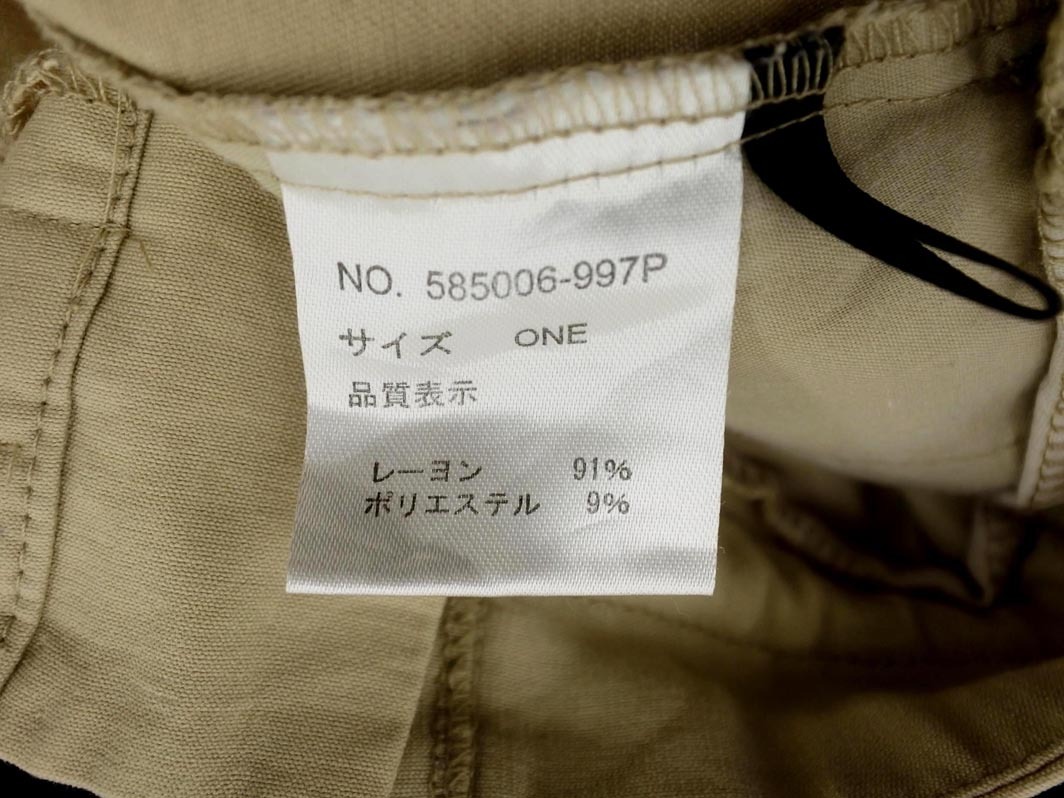 NO. 585006-997P
サイズ ONE
品質表示
レーヨン 91%
ポリエステル 9%